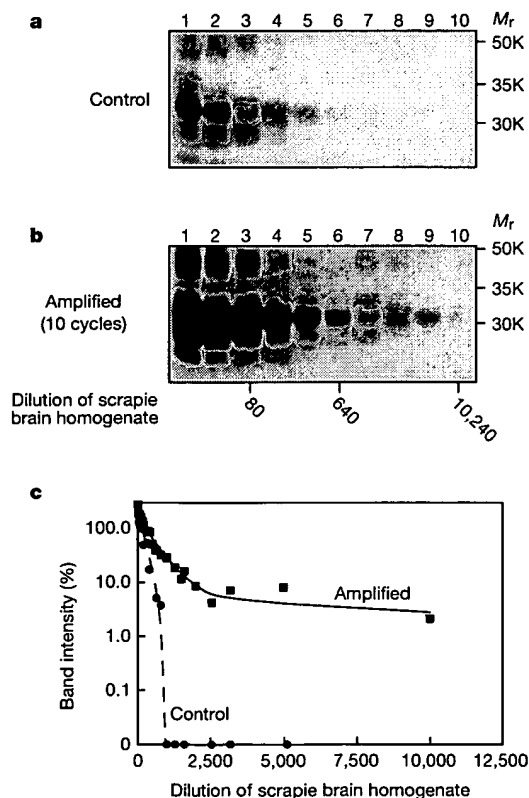 a
1 2 3 4 5 6 7 8 9 10 Mr
50K
Control
35K
30K
b
1 2 3 4 5 6 7 8 9 10 Mr
50K
Amplified
(10 cycles)
35K
30K
Dilution of scrapie
brain homogenate
80 640 10,240
c
100.0
10.0
1.0
0.1
0
Band intensity (%)
Amplified
Control
0 2,500 5,000 7,500 10,000 12,500
Dilution of scrapie brain homogenate